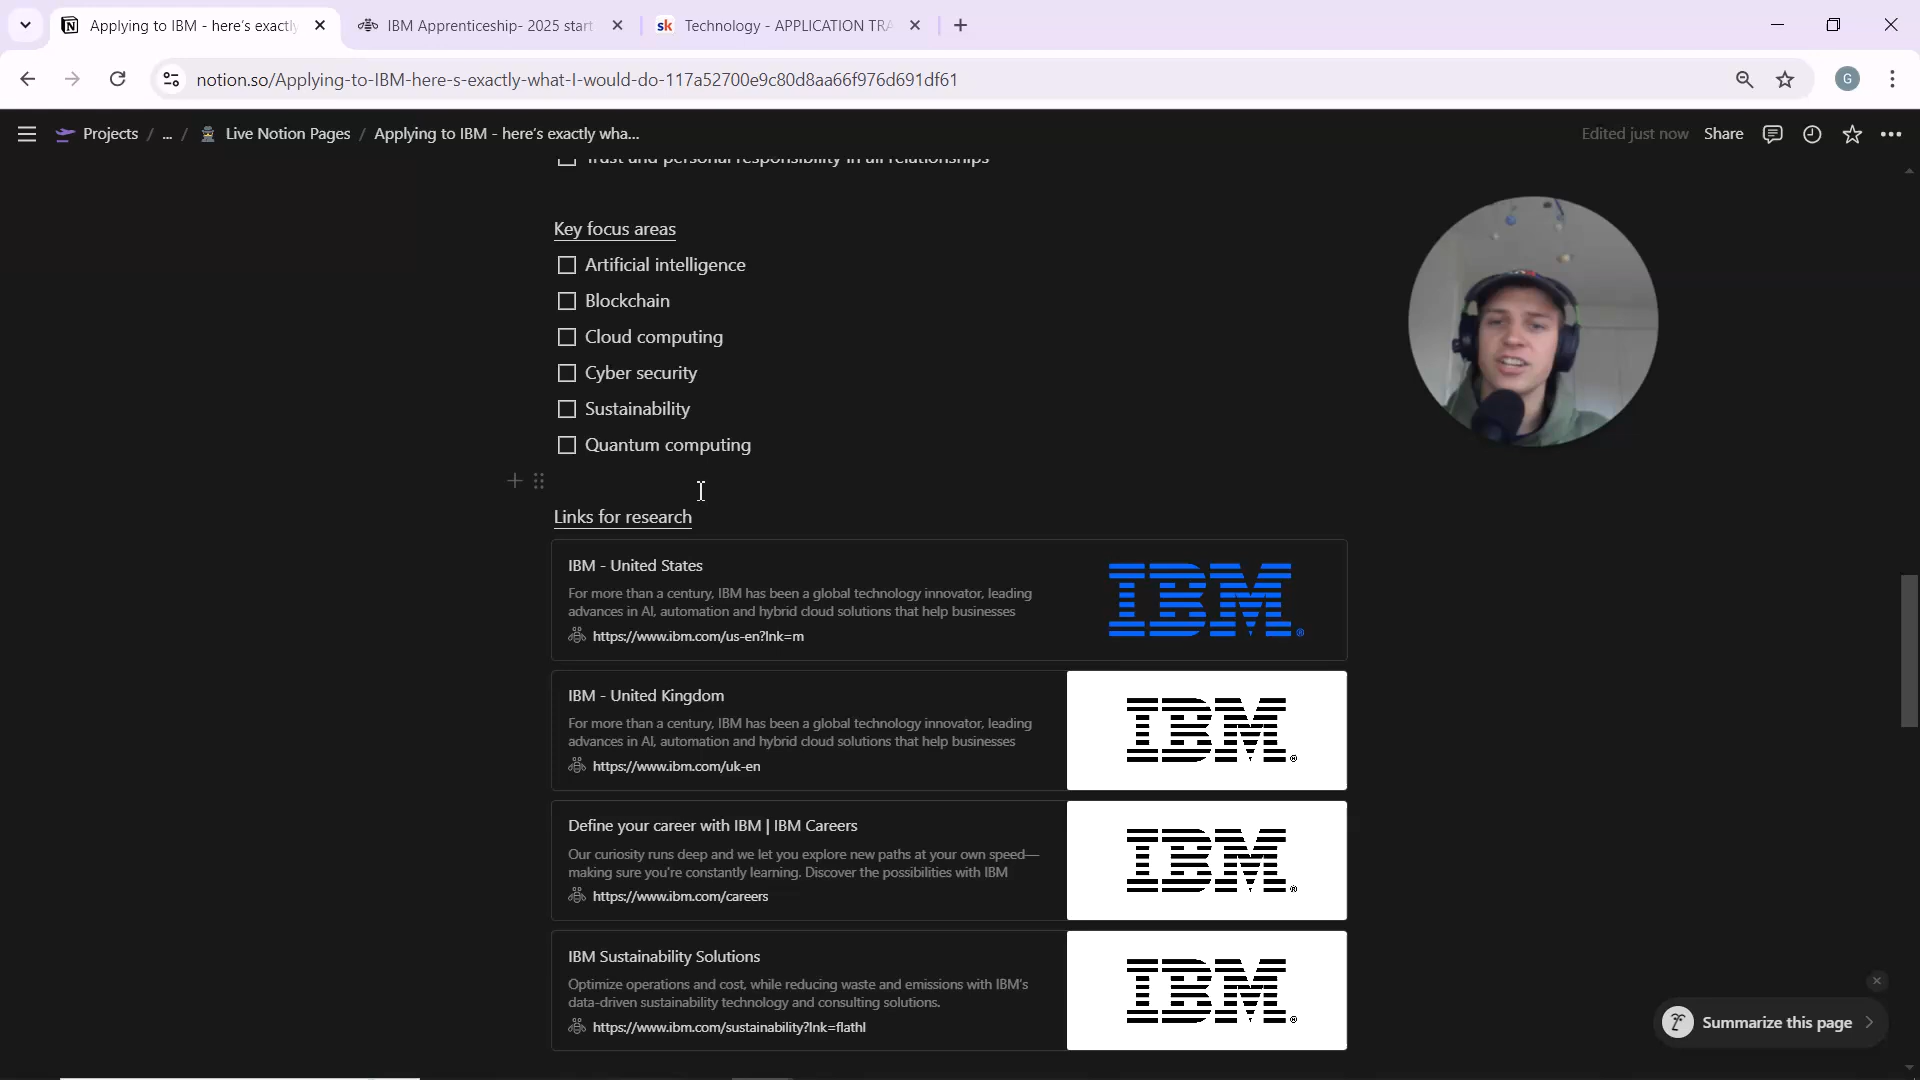 Applying to IBM - here's exactly
IBM Apprenticeship- 2025 start
sk
Technology - APPLICATION TRA
notion.so/Applying-to-IBM-here-s-exactly-what-I-would-do-117a52700e9c80d8aa66f976d691df61
G
Projects / ... / Live Notion Pages / Applying to IBM - here's exactly wha...
Edited just now
Share
Trust and personal responsibility in all relationships
Key focus areas
Artificial intelligence
Blockchain
Cloud computing
Cyber security
Sustainability
Quantum computing
Links for research
IBM - United States
For more than a century, IBM has been a global technology innovator, leading
advances in AI, automation and hybrid cloud solutions that help businesses
https://www.ibm.com/us-en?lnk=m
IBM®
IBM - United Kingdom
For more than a century, IBM has been a global technology innovator, leading
advances in AI, automation and hybrid cloud solutions that help businesses
https://www.ibm.com/uk-en
IBM®
Define your career with IBM | IBM Careers
Our curiosity runs deep and we let you explore new paths at your own speed—
making sure you're constantly learning. Discover the possibilities with IBM
https://www.ibm.com/careers
IBM®
IBM Sustainability Solutions
Optimize operations and cost, while reducing waste and emissions with IBM's
data-driven sustainability technology and consulting solutions.
https://www.ibm.com/sustainability?lnk=flathl
IBM®
Summarize this page